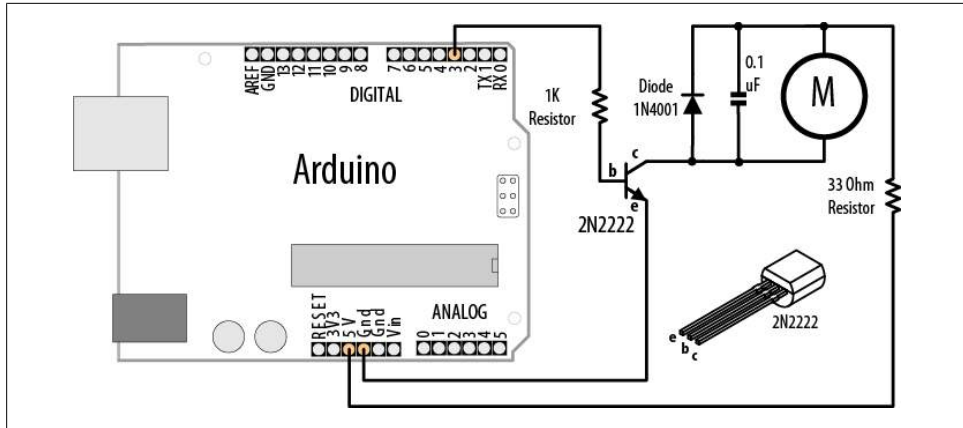 AREF
GND
13
12
11
10
9
8
7
6
5
4
3
2
TX 1
RX 0
DIGITAL
1K
Resistor
Diode
1N4001
0.1
uF
M
Arduino
c
b
e
2N2222
33 Ohm
Resistor
RESET
3V3
5V
Gnd
Gnd
Vin
ANALOG
0
1
2
3
4
5
2N2222
e
b
c